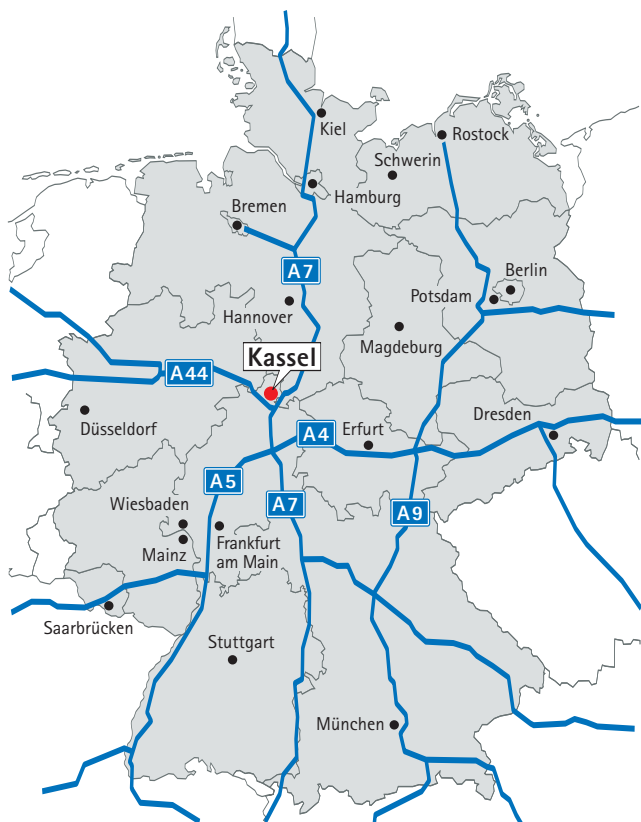 Kiel
Rostock
Schwerin
Hamburg
Bremen
A7
Berlin
Potsdam
Hannover
Magdeburg
Kassel
A44
Düsseldorf
Dresden
Erfurt
A4
A5
A7
A9
Wiesbaden
Mainz
Frankfurt
am Main
Saarbrücken
Stuttgart
München